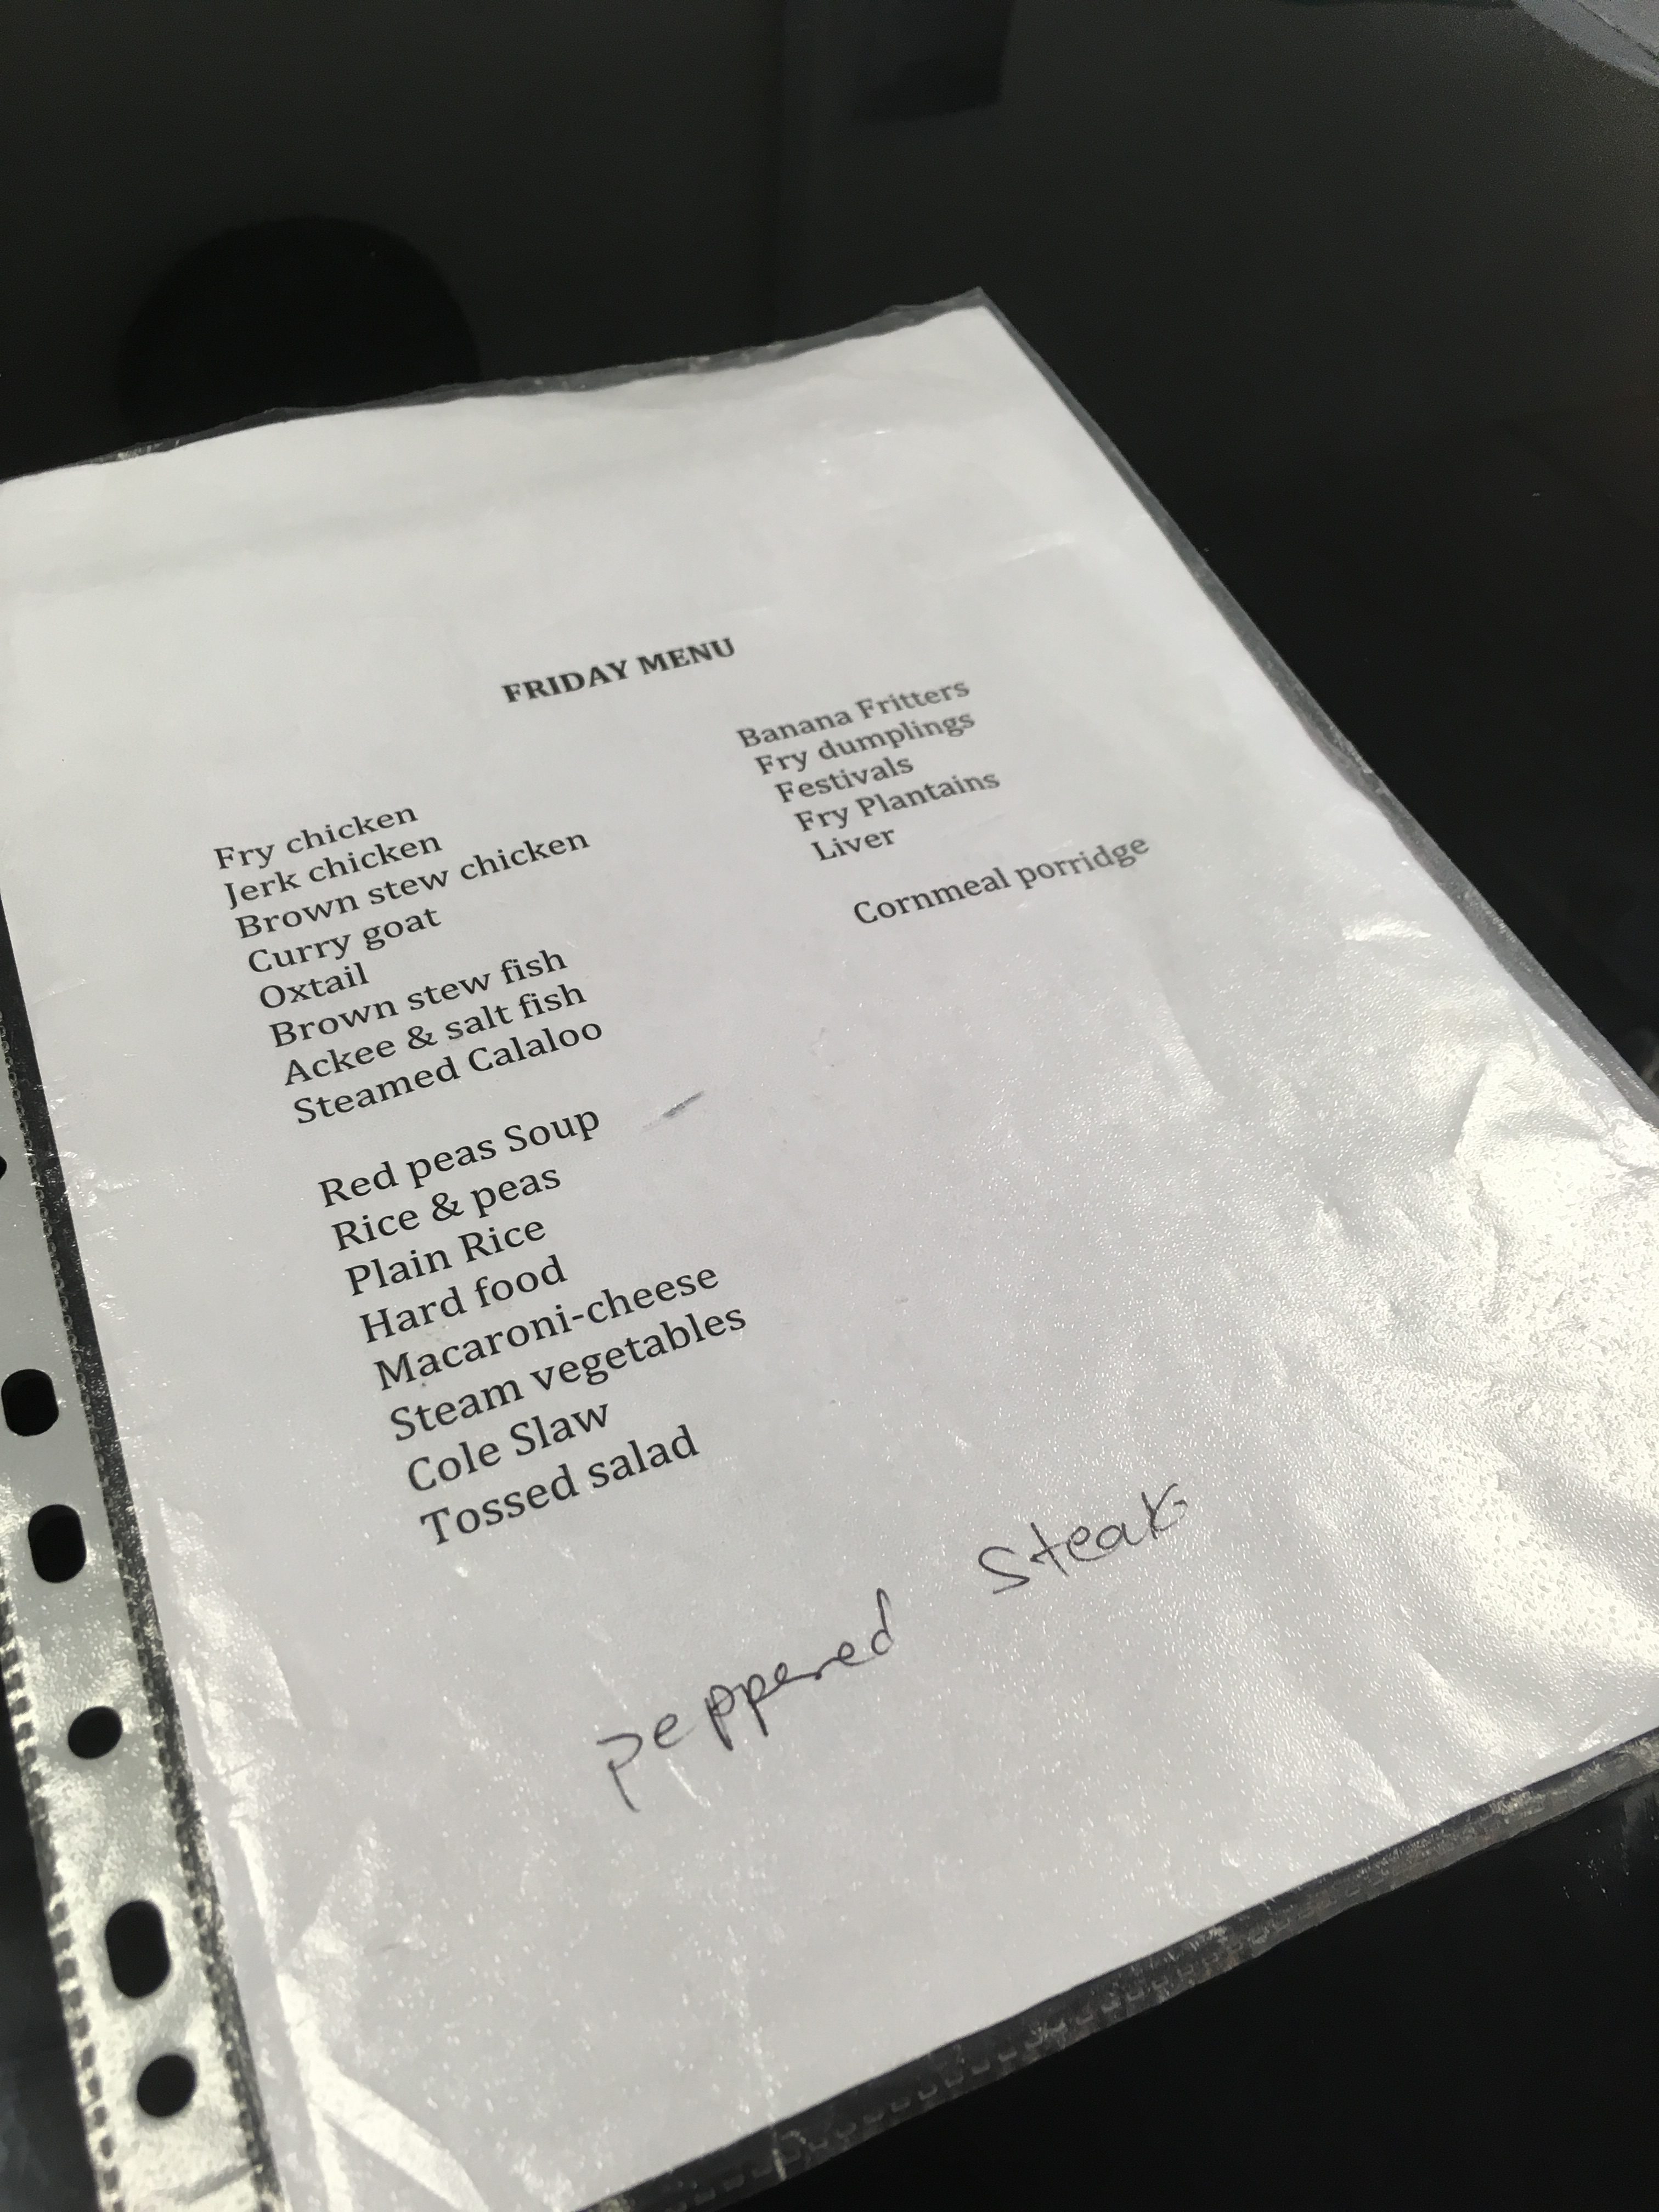 FRIDAY MENU
Fry chicken
Jerk chicken
Brown stew chicken
Curry goat
Oxtail
Brown stew fish
Ackee & salt fish
Steamed Calaloo
Red peas Soup
Rice & peas
Plain Rice
Hard food
Macaroni-cheese
Steam vegetables
Cole Slaw
Tossed salad
Banana Fritters
Fry dumplings
Festivals
Fry Plantains
Liver
Cornmeal porridge
peppered steak